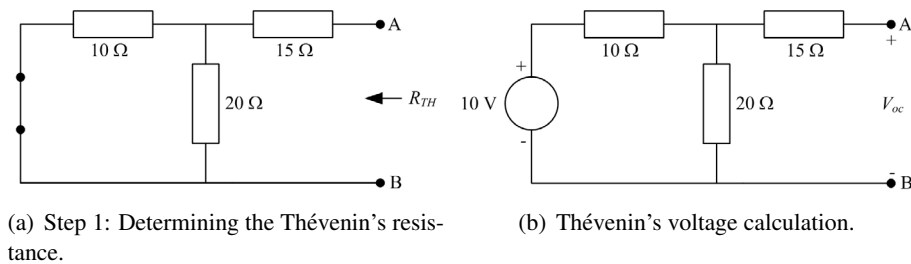 A
10 Ω
15 Ω
20 Ω
R_TH
B
(a) Step 1: Determining the Thévenin's resis-
tance.
A
+
10 Ω
15 Ω
+
10 V
20 Ω
V_oc
-
-
B
(b) Thévenin's voltage calculation.